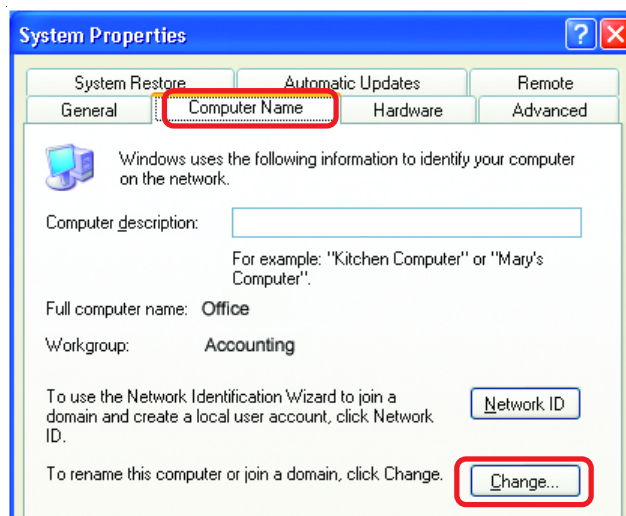 System Properties
System Restore Automatic Updates Remote
General Computer Name Hardware Advanced
Windows uses the following information to identify your computer
on the network.
Computer description:
For example: "Kitchen Computer" or "Mary's
Computer".
Full computer name: Office
Workgroup: Accounting
To use the Network Identification Wizard to join a
domain and create a local user account, click Network
ID.
Network ID
To rename this computer or join a domain, click Change.
Change...